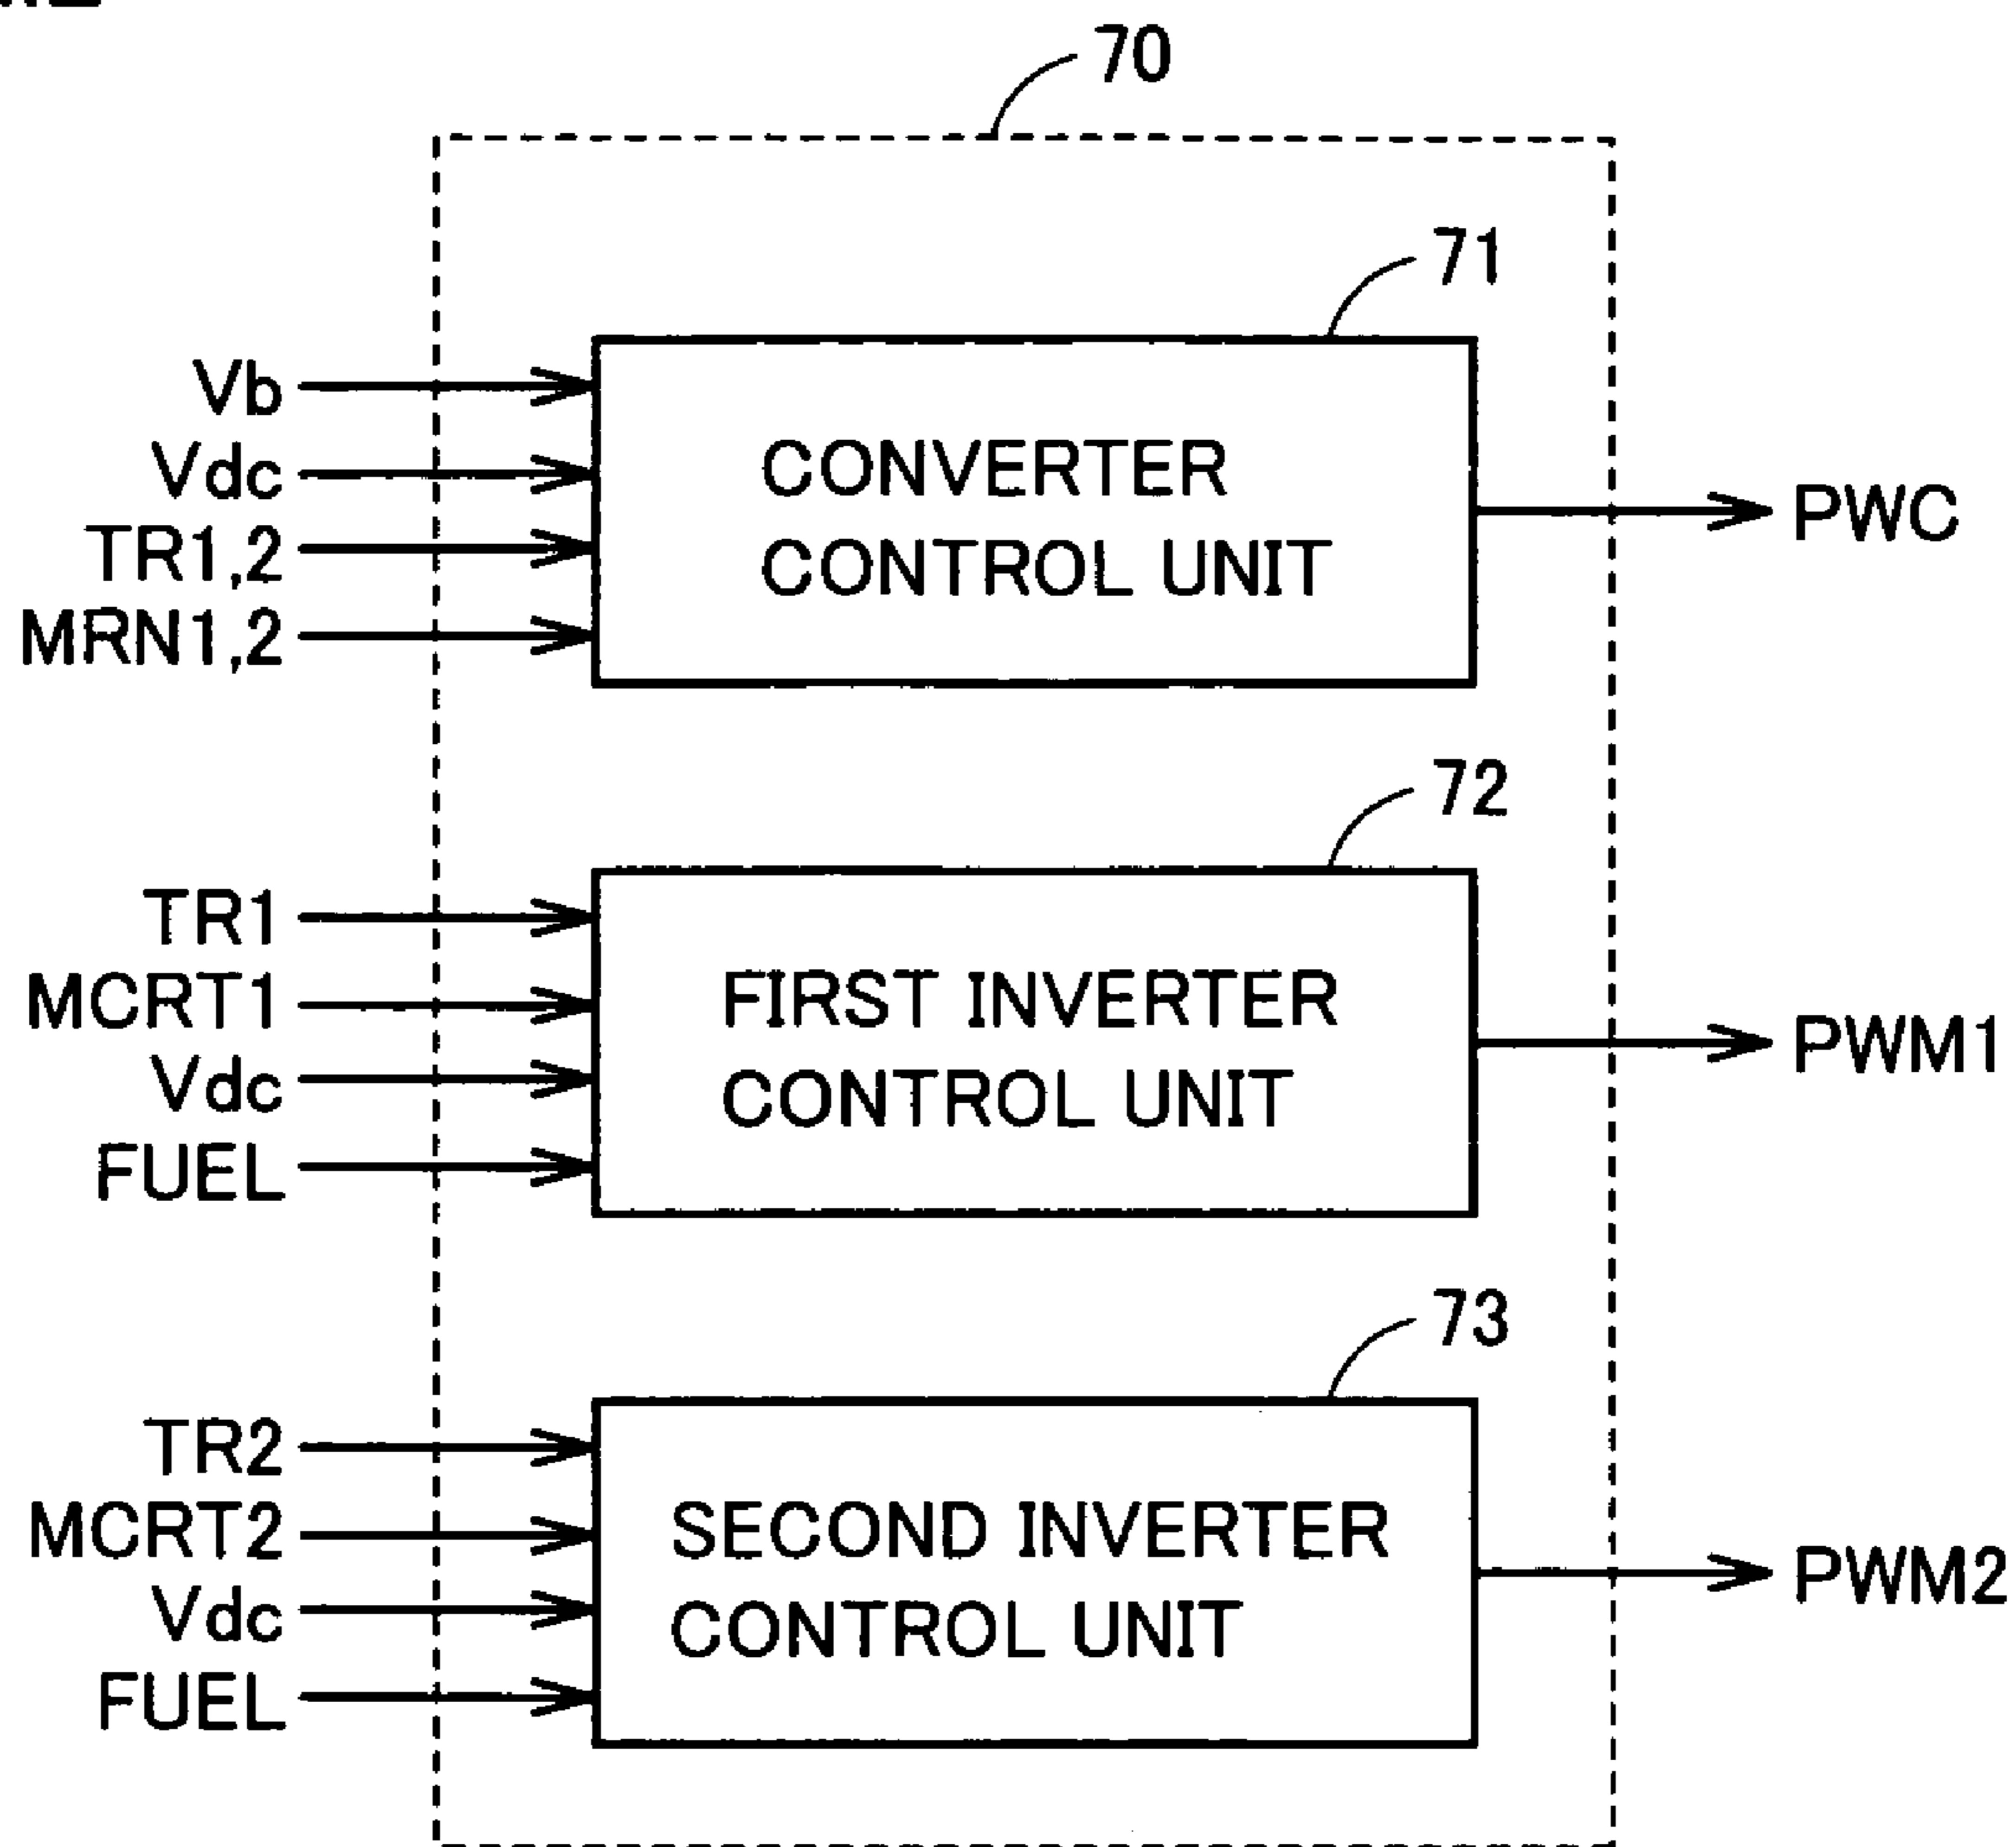 70
71
Vb
Vdc
TR1,2
MRN1,2
CONVERTER
CONTROL UNIT
PWC
72
TR1
MCRT1
Vdc
FUEL
FIRST INVERTER
CONTROL UNIT
PWM1
73
TR2
MCRT2
Vdc
FUEL
SECOND INVERTER
CONTROL UNIT
PWM2